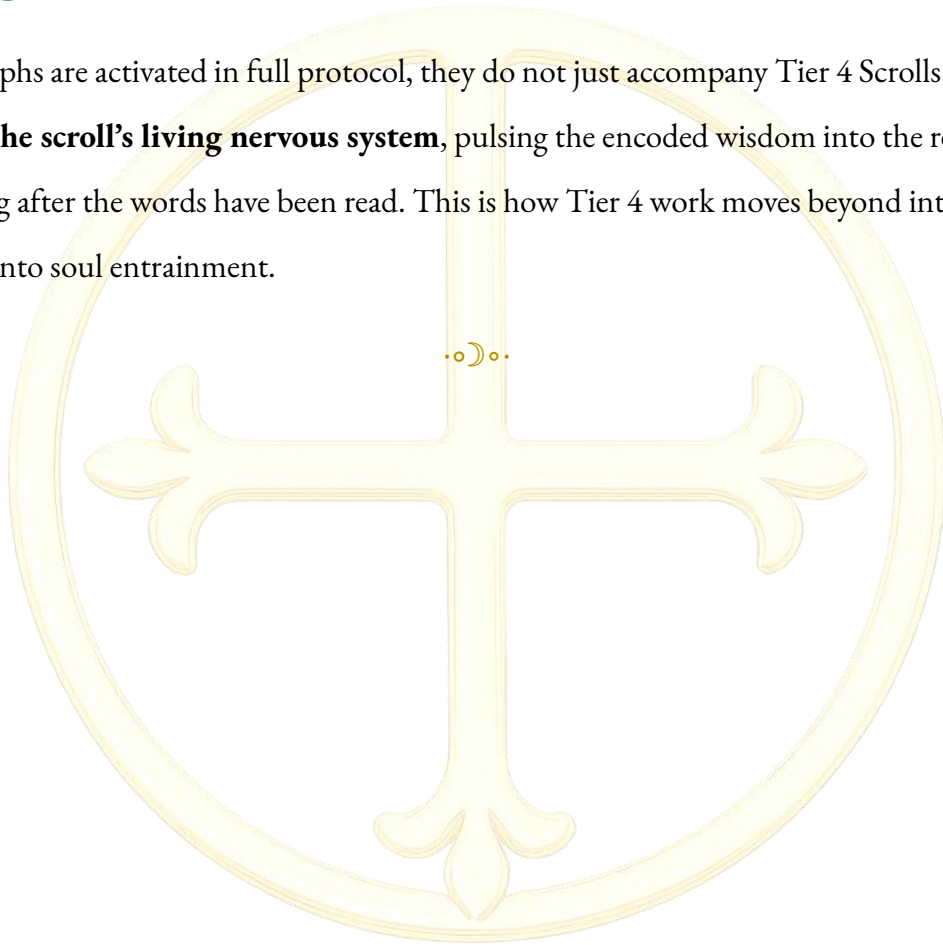 phs are activated in full protocol, they do not just accompany Tier 4 Scrolls
he scroll’s living nervous system, pulsing the encoded wisdom into the re
g after the words have been read. This is how Tier 4 work moves beyond int
nto soul entrainment.